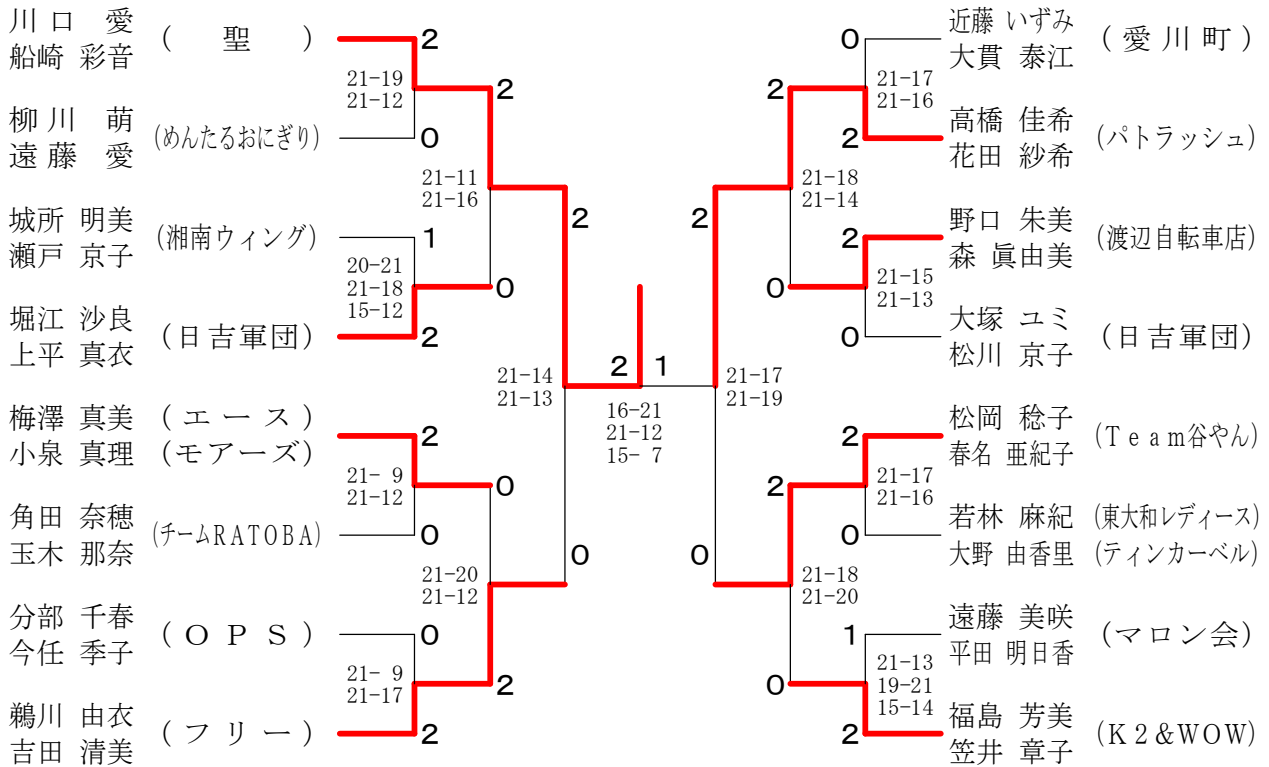 川口 愛
船崎 彩音
(聖)
2
21-19
21-12
柳川 萌
遠藤 愛
(めんたるおにぎり)
0
2
21-11
21-16
城所 明美
瀬戸 京子
(湘南ウィング)
1
20-21
21-18
15-12
堀江 沙良
上平 真衣
(日吉軍団)
2
0
2
21-14
21-13
梅澤 真美 (エース)
小泉 真理 (モアーズ)
2
21- 9
21-12
角田 奈穂
玉木 那奈
(チームRATOBA)
0
0
21-20
21-12
分部 千春
今任 季子
(OPS)
0
21- 9
21-17
鵜川 由衣
吉田 清美
(フリー)
2
2
0
2 1
16-21
21-12
15- 7
近藤 いずみ
大貫 泰江
(愛川町)
0
21-17
21-16
高橋 佳希
花田 紗希
(パトラッシュ)
2
2
21-18
21-14
野口 朱美
森 眞由美
(渡辺自転車店)
2
21-15
21-13
大塚 ユミ
松川 京子
(日吉軍団)
0
0
2
21-17
21-19
松岡 稔子
春名 亜紀子
(Team谷やん)
2
21-17
21-16
若林 麻紀 (東大和レディース)
大野 由香里 (ティンカーベル)
0
2
21-18
21-20
遠藤 美咲
平田 明日香
(マロン会)
1
21-13
19-21
15-14
福島 芳美
笠井 章子
(K2&WOW)
2
0
0